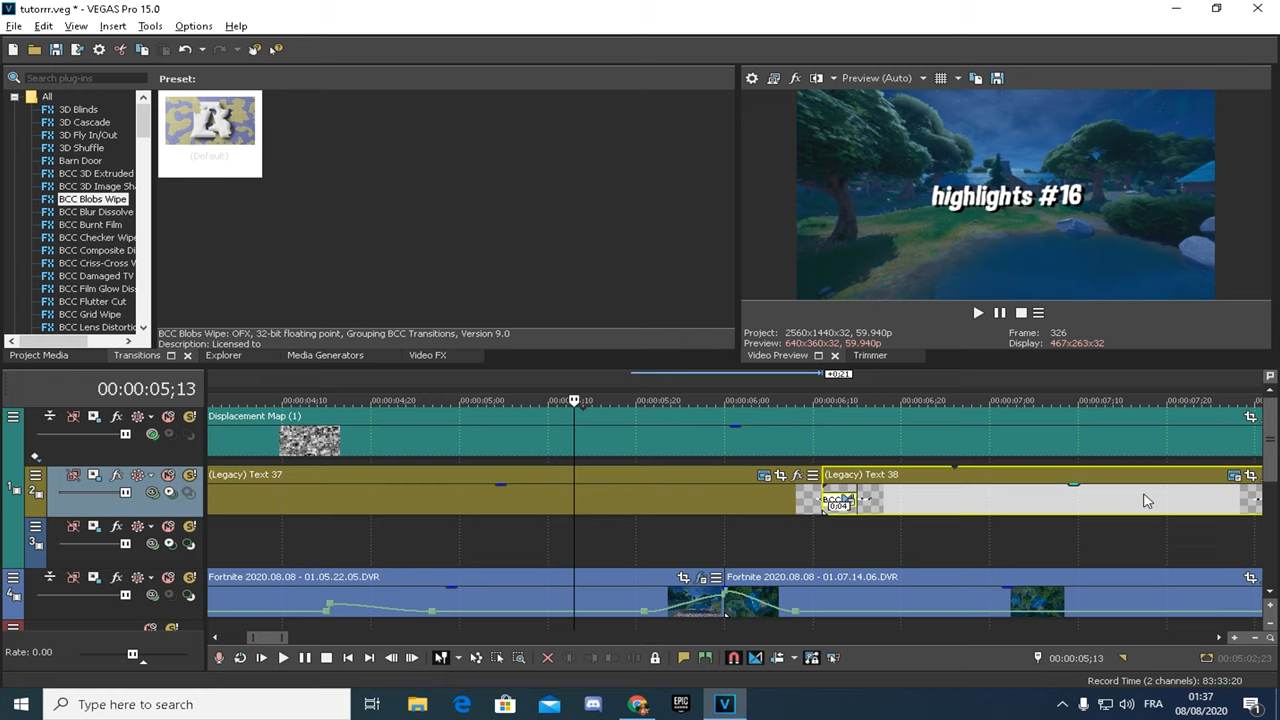 tutorrr.veg * - VEGAS Pro 15.0
File Edit View Insert Tools Options Help
Search plug-ins
Preset:
Preview (Auto)
All
3D Blinds
3D Cascade
3D Fly In/Out
3D Shuffle
Barn Door
BCC 3D Extruded
BCC 3D Image Sh
BCC Blobs Wipe
BCC Blur Dissolve
BCC Burnt Film
BCC Checker Wipe
BCC Composite Di
BCC Criss-Cross W
BCC Damaged TV
BCC Film Glow Dis
BCC Flutter Cut
BCC Grid Wipe
BCC Lens Distortio
(Default)
highlights #16
BCC Blobs Wipe: OFX, 32-bit floating point, Grouping BCC Transitions, Version 9.0
Description: Licensed to
Project: 2560x1440x32, 59.940p
Frame: 326
Preview: 640x360x32, 59.940p
Display: 467x263x32
Project Media Transitions Explorer Media Generators Video FX
Video Preview Trimmer
+0:21
00:00:05;13
00:00:04;10 00:00:04;20 00:00:05;00 00:00:05;20 00:00:06;00 00:00:06;10 00:00:06;20 00:00:07;00 00:00:07;10 00:00:07;20
Displacement Map (1)
1
2
(Legacy) Text 37
(Legacy) Text 38
0:04
3
4
Fortnite 2020.08.08 - 01.05.22.05.DVR
Fortnite 2020.08.08 - 01.07.14.06.DVR
Rate: 0.00
00:00:05;13
00:05:02;23
Record Time (2 channels): 83:33:20
Type here to search
FRA
01:37
08/08/2020
1